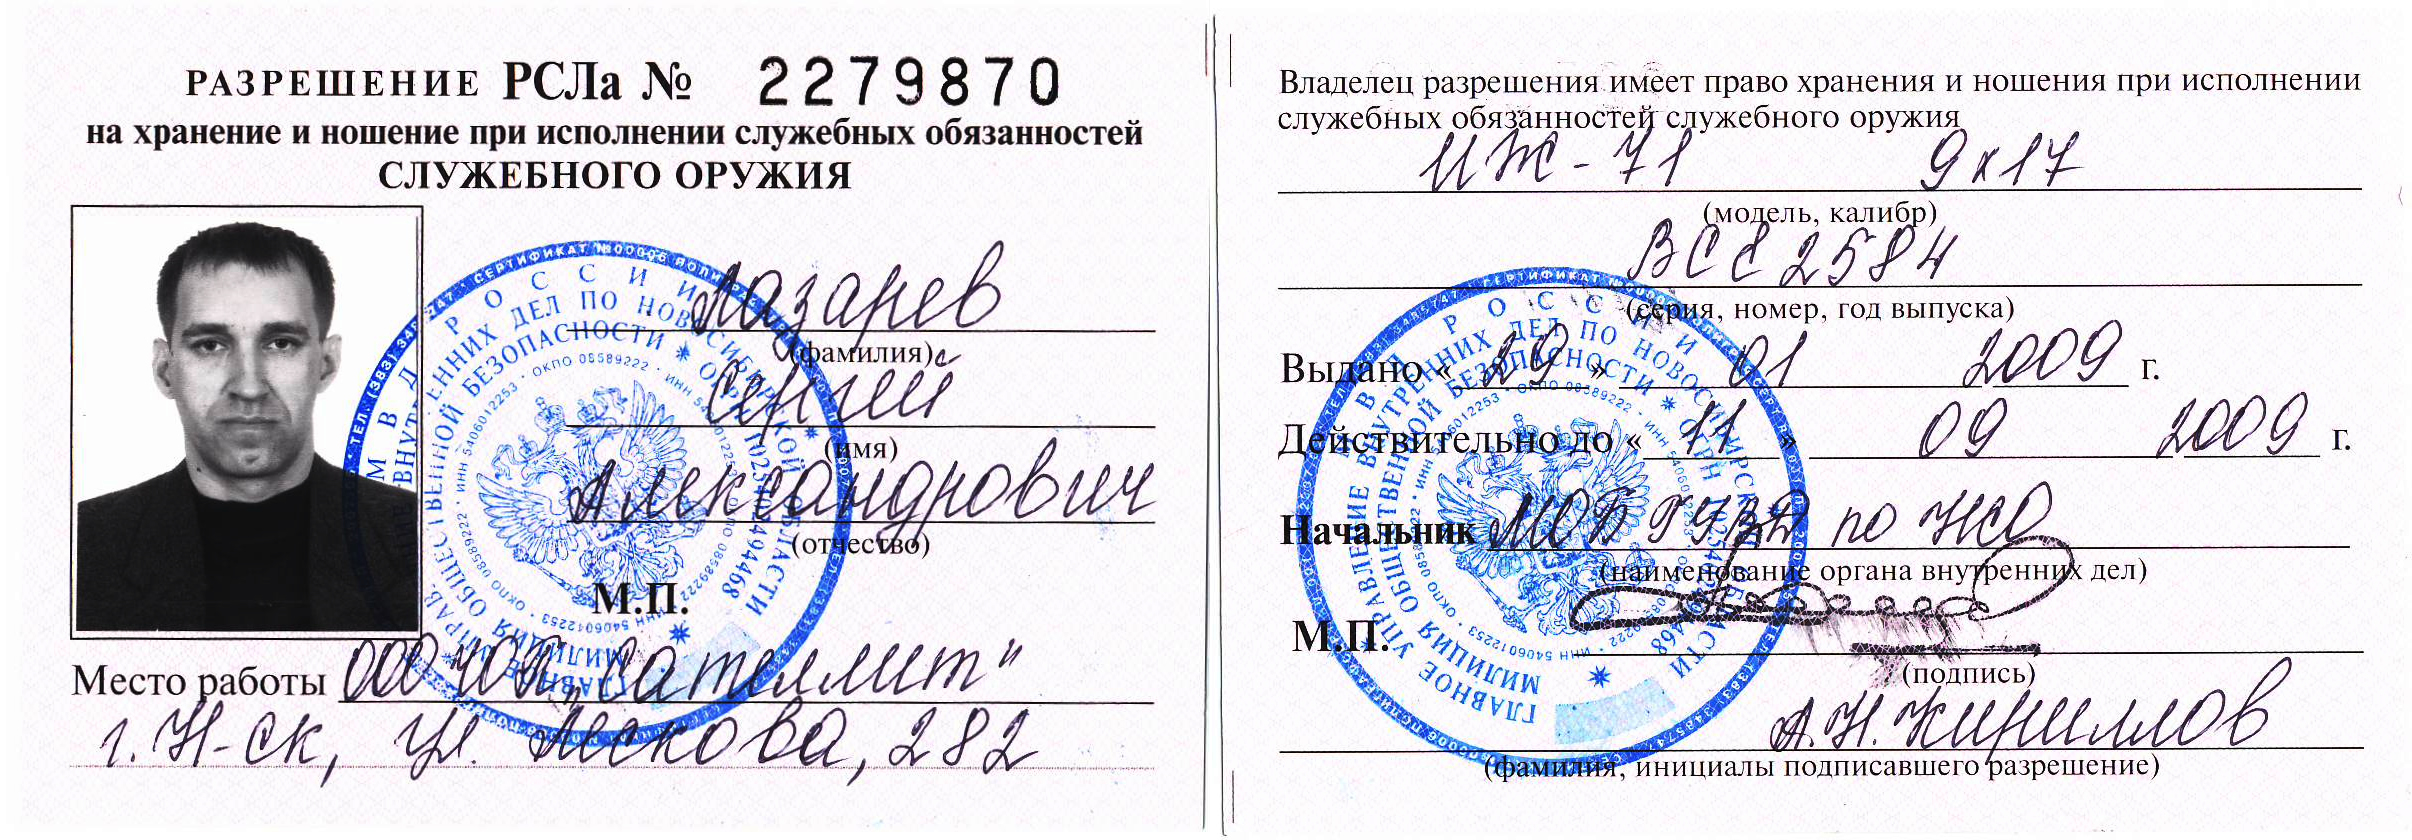 РАЗРЕШЕНИЕ РСЛа № 2279870
на хранение и ношение при исполнении служебных обязанностей
СЛУЖЕБНОГО ОРУЖИЯ
Лазарев
(фамилия)
Сергей
(имя)
Александрович
(отчество)
М.П.
Место работы ООО ЧОП „Сателлит"
г. Н-ск, ул. Лескова, 282
Владелец разрешения имеет право хранения и ношения при исполнении
служебных обязанностей служебного оружия
ИЖ-71 9х17
(модель, калибр)
ВСЕ 2584
(серия, номер, год выпуска)
Выдано « 29 » 01 2009 г.
Действительно до « 11 » 09 2009 г.
Начальник МОБ ГУВД по НСО
(наименование органа внутренних дел)
М.П.
(подпись)
А.Н. Кириллов
(фамилия, инициалы подписавшего разрешение)
МВД РОССИИ
ГЛАВНОЕ УПРАВЛЕНИЕ ВНУТРЕННИХ ДЕЛ ПО НОВОСИБИРСКОЙ ОБЛАСТИ
МИЛИЦИЯ ОБЩЕСТВЕННОЙ БЕЗОПАСНОСТИ
ОКПО 08589222 · ИНН 5406012253